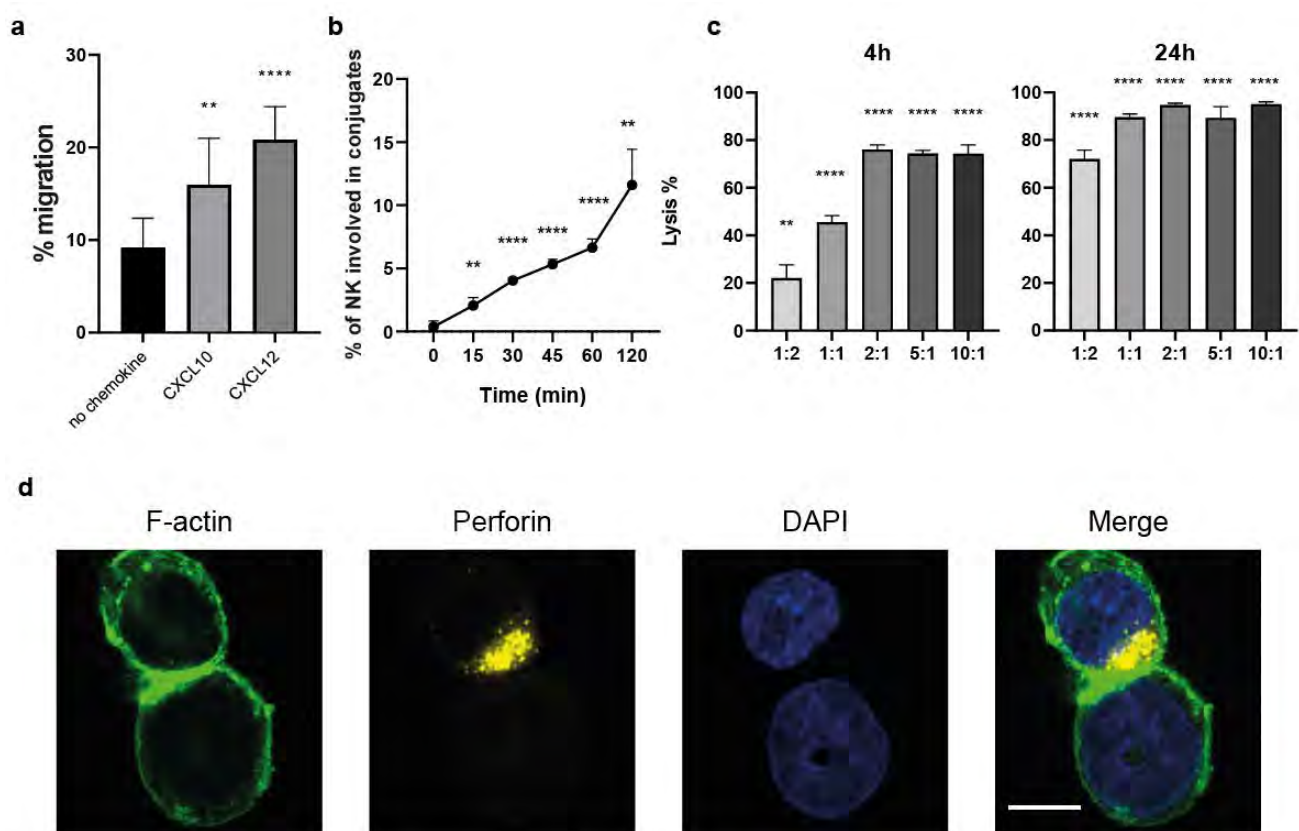 a
30
20
10
0
% migration
**
****
no chemokine
CXCL10
CXCL12
b
20
15
10
5
0
% of NK involved in conjugates
**
****
****
****
**
0 15 30 45 60 120
Time (min)
c
4h
100
80
60
40
20
0
Lysis %
**
****
****
****
****
1:2 1:1 2:1 5:1 10:1
24h
100
80
60
40
20
0
****
****
****
****
****
1:2 1:1 2:1 5:1 10:1
d
F-actin
Perforin
DAPI
Merge